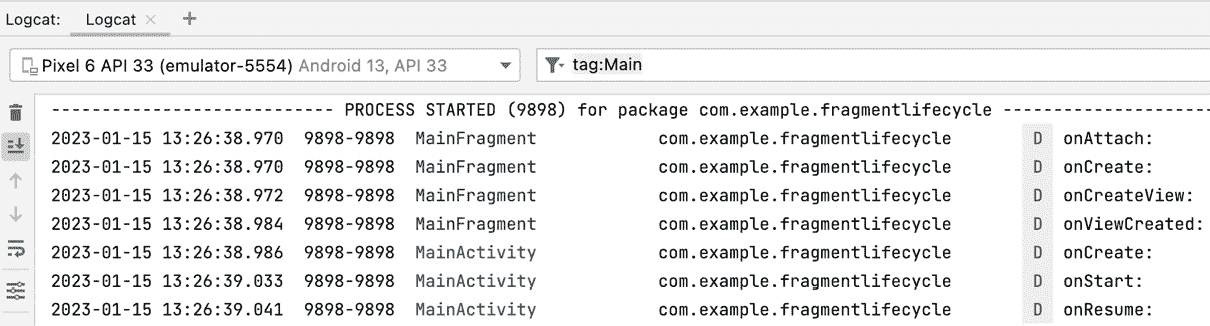 Logcat: Logcat
Pixel 6 API 33 (emulator-5554) Android 13, API 33 tag:Main
---------------------------- PROCESS STARTED (9898) for package com.example.fragmentlifecycle ---------------------
2023-01-15 13:26:38.970 9898-9898 MainFragment com.example.fragmentlifecycle D onAttach:
2023-01-15 13:26:38.970 9898-9898 MainFragment com.example.fragmentlifecycle D onCreate:
2023-01-15 13:26:38.972 9898-9898 MainFragment com.example.fragmentlifecycle D onCreateView:
2023-01-15 13:26:38.984 9898-9898 MainFragment com.example.fragmentlifecycle D onViewCreated:
2023-01-15 13:26:38.986 9898-9898 MainActivity com.example.fragmentlifecycle D onCreate:
2023-01-15 13:26:39.033 9898-9898 MainActivity com.example.fragmentlifecycle D onStart:
2023-01-15 13:26:39.041 9898-9898 MainActivity com.example.fragmentlifecycle D onResume: